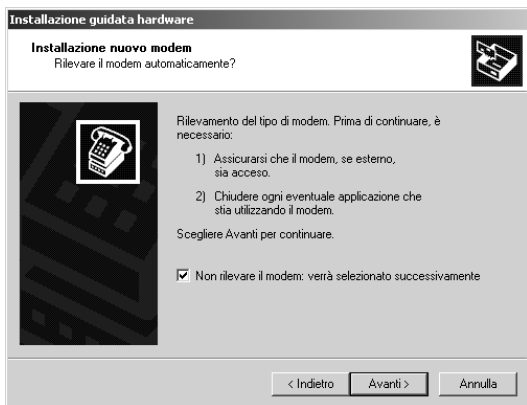 Installazione guidata hardware
Installazione nuovo modem
Rilevare il modem automaticamente?
Rilevamento del tipo di modem. Prima di continuare, è
necessario:
1) Assicurarsi che il modem, se esterno,
sia acceso.
2) Chiudere ogni eventuale applicazione che
stia utilizzando il modem.
Scegliere Avanti per continuare.
Non rilevare il modem: verrà selezionato successivamente
< Indietro
Avanti >
Annulla